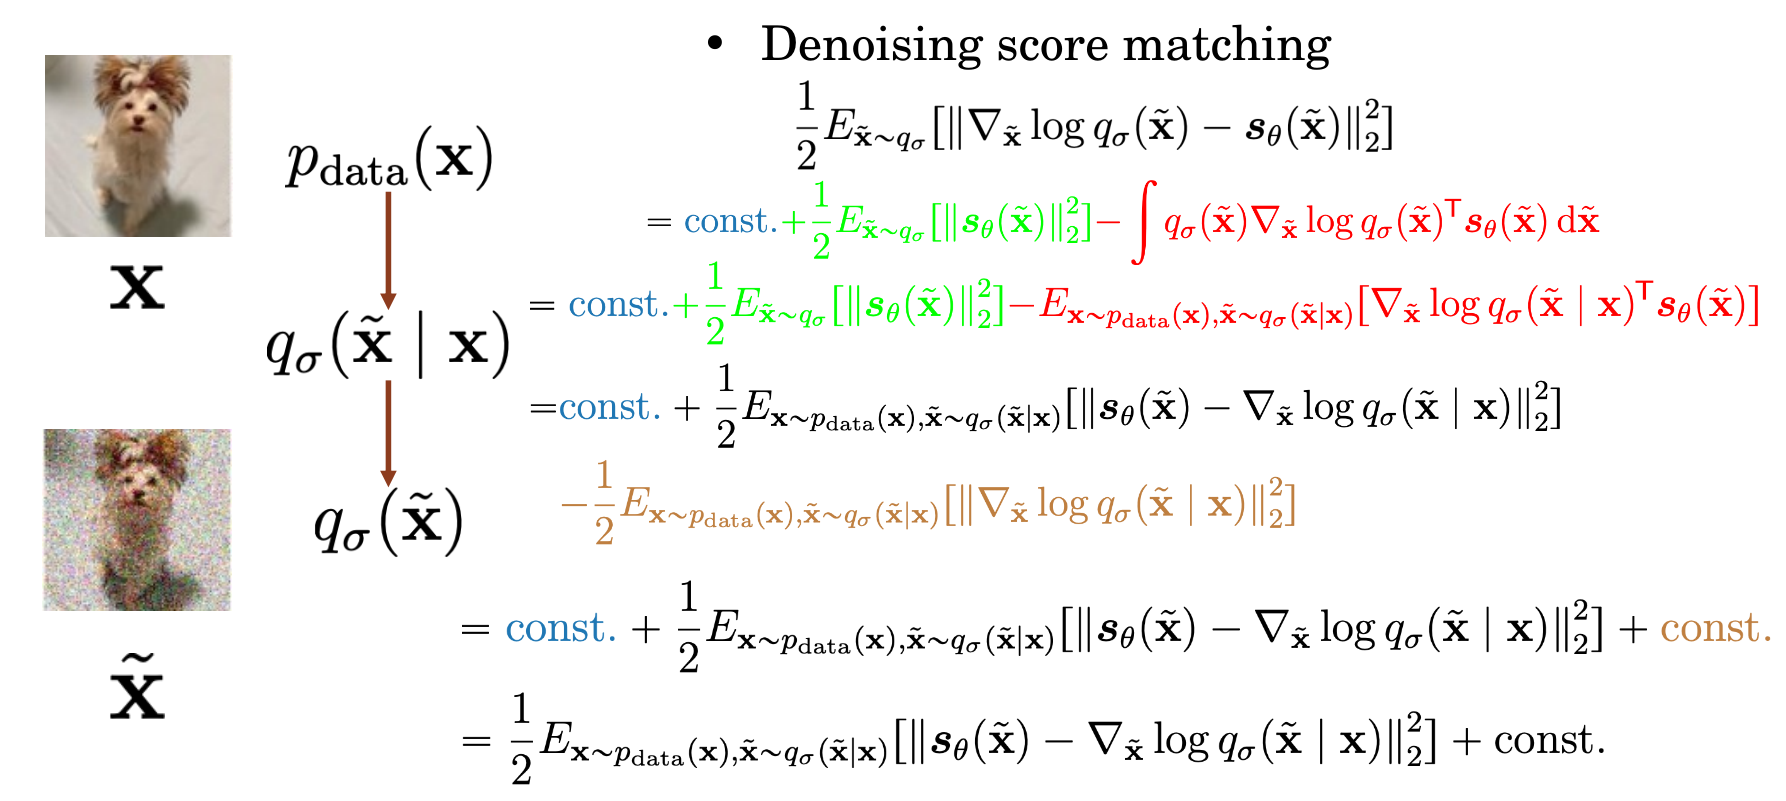 • Denoising score matching
\frac{1}{2}E_{\tilde{\mathbf{x}}\sim q_\sigma}[\|\nabla_{\tilde{\mathbf{x}}} \log q_\sigma(\tilde{\mathbf{x}}) - \boldsymbol{s}_\theta(\tilde{\mathbf{x}})\|_2^2]
p_{\text{data}}(\mathbf{x})
= const.+\frac{1}{2}E_{\tilde{\mathbf{x}}\sim q_\sigma}[\|\boldsymbol{s}_\theta(\tilde{\mathbf{x}})\|_2^2] - \int q_\sigma(\tilde{\mathbf{x}})\nabla_{\tilde{\mathbf{x}}} \log q_\sigma(\tilde{\mathbf{x}})^\mathsf{T}\boldsymbol{s}_\theta(\tilde{\mathbf{x}})\,\mathrm{d}\tilde{\mathbf{x}}
\mathbf{x}
= const.+\frac{1}{2}E_{\tilde{\mathbf{x}}\sim q_\sigma}[\|\boldsymbol{s}_\theta(\tilde{\mathbf{x}})\|_2^2] - E_{\mathbf{x}\sim p_{\text{data}}(\mathbf{x}),\tilde{\mathbf{x}}\sim q_\sigma(\tilde{\mathbf{x}}|\mathbf{x})}[\nabla_{\tilde{\mathbf{x}}} \log q_\sigma(\tilde{\mathbf{x}} \mid \mathbf{x})^\mathsf{T}\boldsymbol{s}_\theta(\tilde{\mathbf{x}})]
q_\sigma(\tilde{\mathbf{x}} \mid \mathbf{x})
=const. + \frac{1}{2}E_{\mathbf{x}\sim p_{\text{data}}(\mathbf{x}),\tilde{\mathbf{x}}\sim q_\sigma(\tilde{\mathbf{x}}|\mathbf{x})}[\|\boldsymbol{s}_\theta(\tilde{\mathbf{x}}) - \nabla_{\tilde{\mathbf{x}}} \log q_\sigma(\tilde{\mathbf{x}} \mid \mathbf{x})\|_2^2]
-\frac{1}{2}E_{\mathbf{x}\sim p_{\text{data}}(\mathbf{x}),\tilde{\mathbf{x}}\sim q_\sigma(\tilde{\mathbf{x}}|\mathbf{x})}[\|\nabla_{\tilde{\mathbf{x}}} \log q_\sigma(\tilde{\mathbf{x}} \mid \mathbf{x})\|_2^2]
q_\sigma(\tilde{\mathbf{x}})
= const. + \frac{1}{2}E_{\mathbf{x}\sim p_{\text{data}}(\mathbf{x}),\tilde{\mathbf{x}}\sim q_\sigma(\tilde{\mathbf{x}}|\mathbf{x})}[\|\boldsymbol{s}_\theta(\tilde{\mathbf{x}}) - \nabla_{\tilde{\mathbf{x}}} \log q_\sigma(\tilde{\mathbf{x}} \mid \mathbf{x})\|_2^2] + const.
\tilde{\mathbf{x}}
= \frac{1}{2}E_{\mathbf{x}\sim p_{\text{data}}(\mathbf{x}),\tilde{\mathbf{x}}\sim q_\sigma(\tilde{\mathbf{x}}|\mathbf{x})}[\|\boldsymbol{s}_\theta(\tilde{\mathbf{x}}) - \nabla_{\tilde{\mathbf{x}}} \log q_\sigma(\tilde{\mathbf{x}} \mid \mathbf{x})\|_2^2] + const.